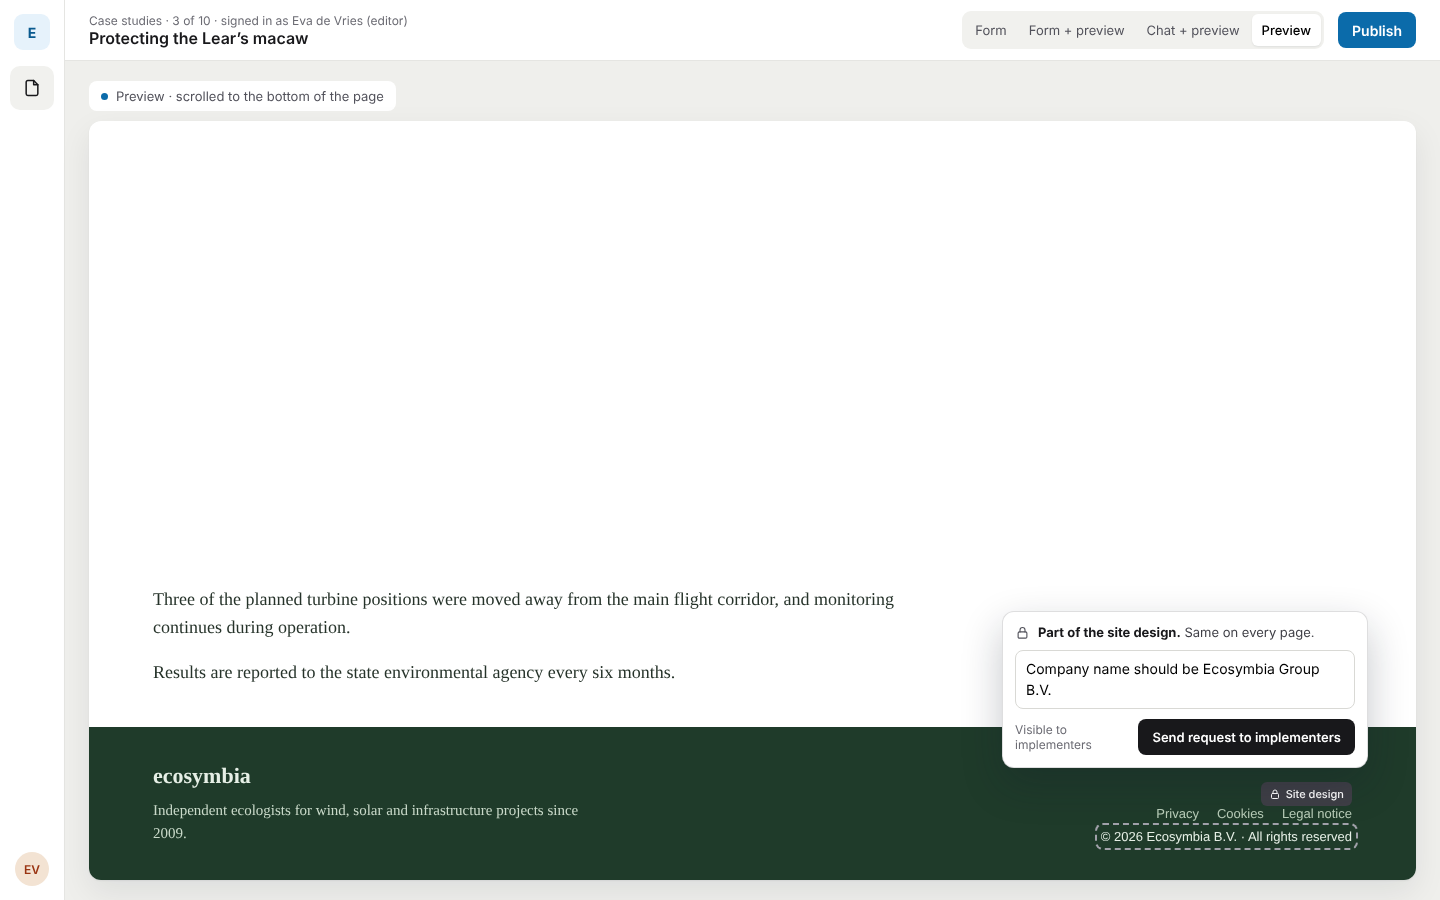 E
Case studies · 3 of 10 · signed in as Eva de Vries (editor)
Protecting the Lear’s macaw
Form
Form + preview
Chat + preview
Preview
Publish
Preview · scrolled to the bottom of the page
Three of the planned turbine positions were moved away from the main flight corridor, and monitoring
continues during operation.
Results are reported to the state environmental agency every six months.
Part of the site design. Same on every page.
Company name should be Ecosymbia Group
B.V.
Visible to
implementers
Send request to implementers
ecosymbia
Independent ecologists for wind, solar and infrastructure projects since
2009.
Site design
Privacy
Cookies
Legal notice
© 2026 Ecosymbia B.V. · All rights reserved
EV